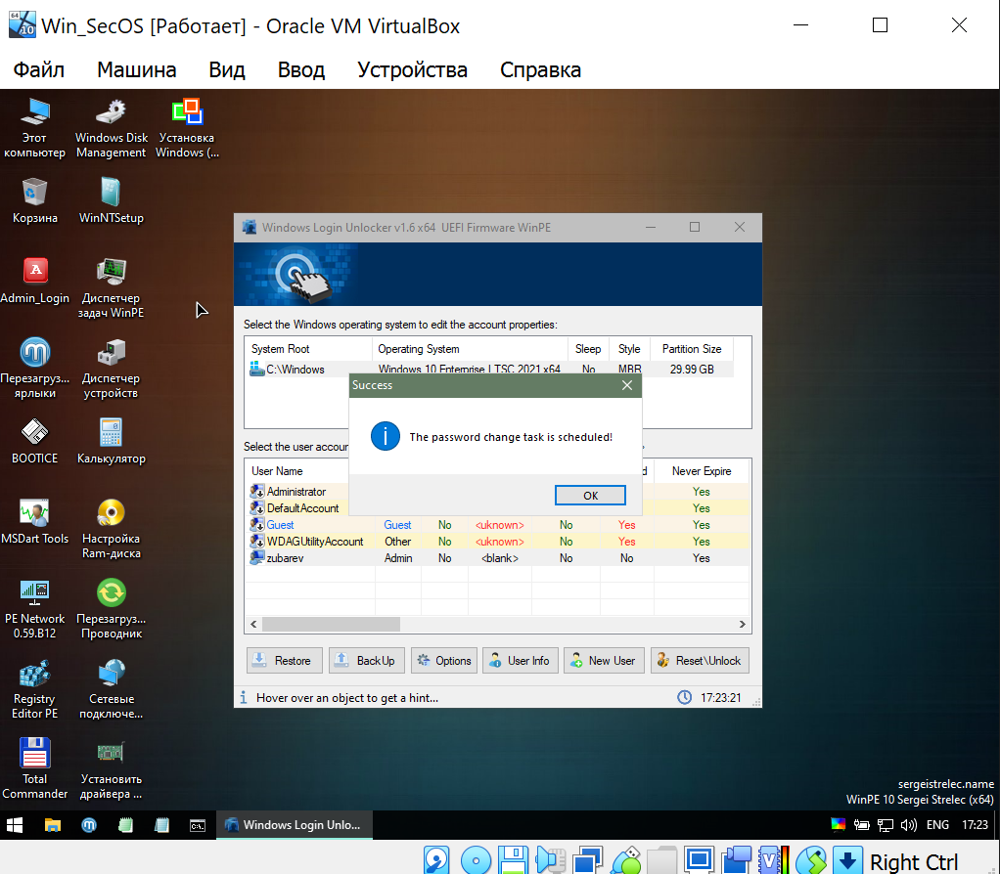 Win_SecOS [Работает] - Oracle VM VirtualBox
Файл Машина Вид Ввод Устройства Справка
Этот компьютер
Windows Disk Management
Установка Windows (...
Корзина
WinNTSetup
Admin_Login
Диспетчер задач WinPE
Перезагруз... ярлыки
Диспетчер устройств
BOOTICE
Калькулятор
MSDart Tools
Настройка Ram-диска
PE Network 0.59.B12
Перезагруз... Проводник
Registry Editor PE
Сетевые подключе...
Total Commander
Установить драйвера ...
Windows Login Unlocker v1.6 x64 UEFI Firmware WinPE
Select the Windows operating system to edit the account properties:
System Root Operating System Sleep Style Partition Size
C:\Windows Windows 10 Enterprise LTSC 2021 x64 No MBR 29.99 GB
Success
The password change task is scheduled!
OK
Select the user accour
User Name d Never Expire
Administrator Yes
DefaultAccount Yes
Guest Guest No <uknown> No Yes Yes
WDAGUtilityAccount Other No <uknown> No Yes Yes
zubarev Admin No <blank> No No Yes
Restore BackUp Options User Info New User Reset\Unlock
Hover over an object to get a hint... 17:23:21
sergeistrelec.name
WinPE 10 Sergei Strelec (x64)
Windows Login Unlo... ENG 17:23
Right Ctrl